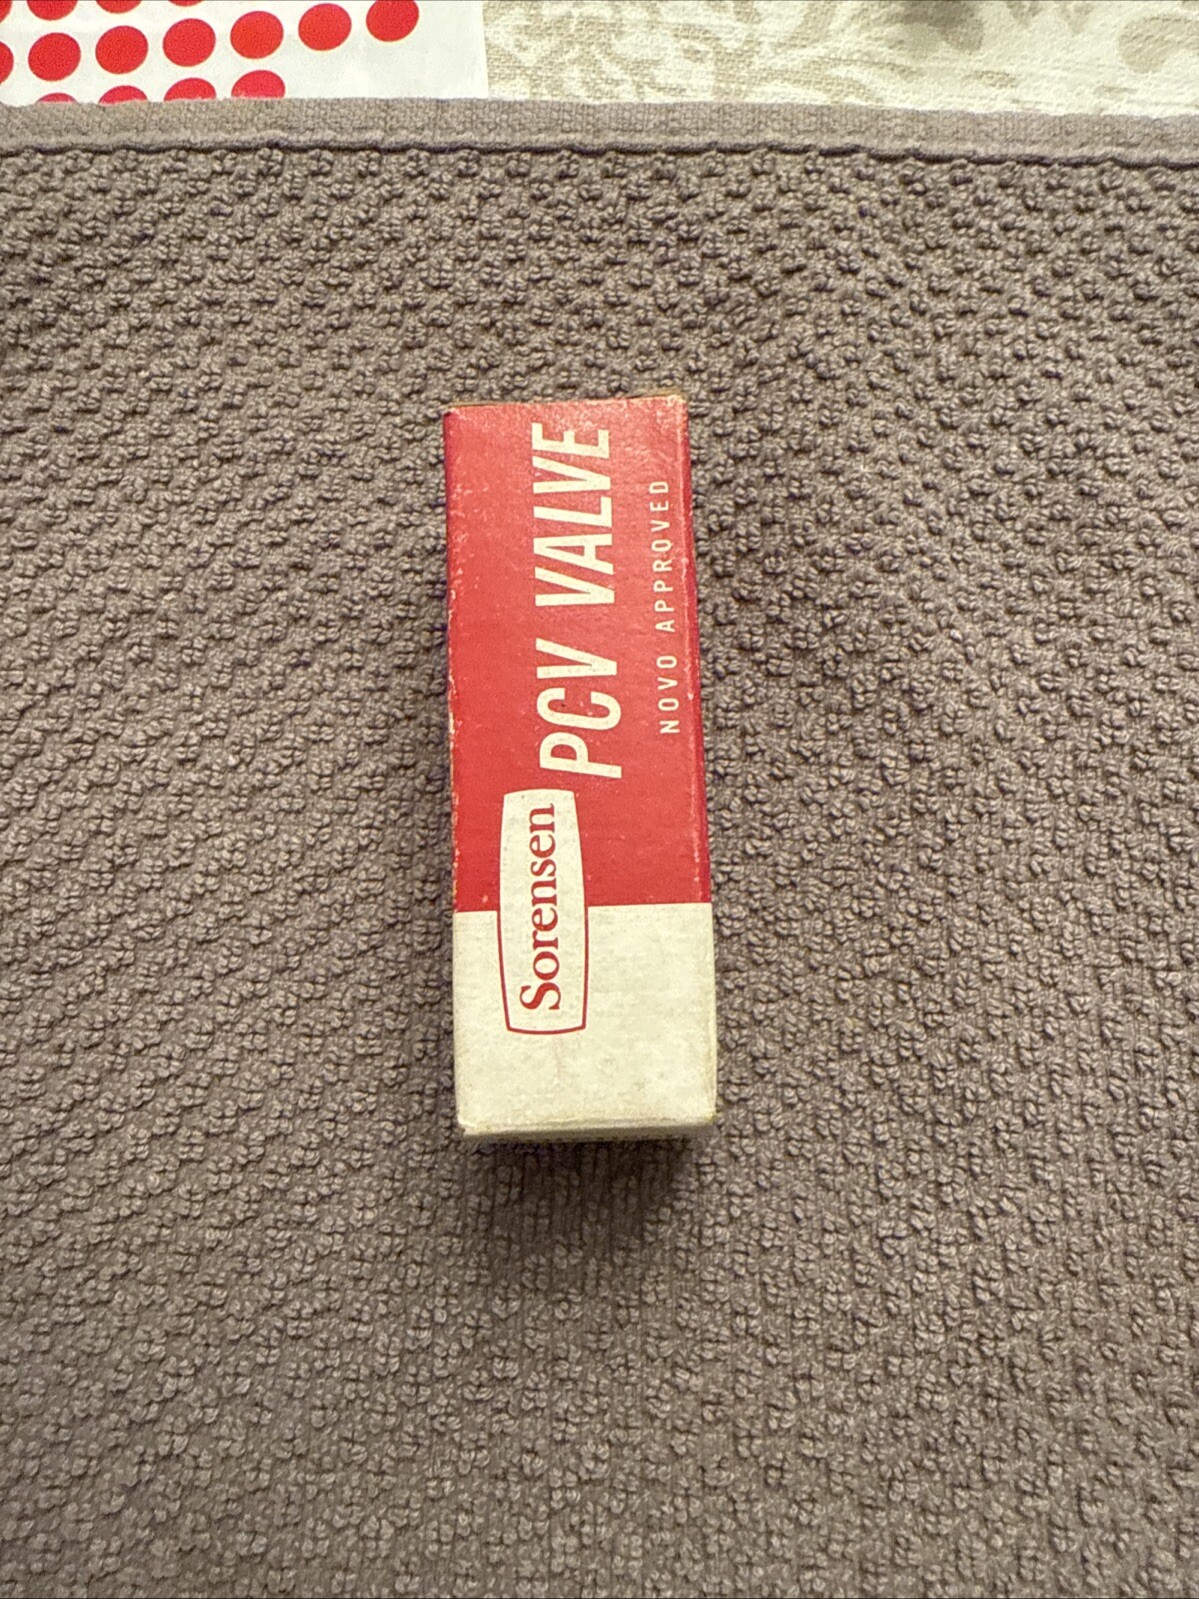 Sorensen
PCV VALVE
NOVO APPROVED